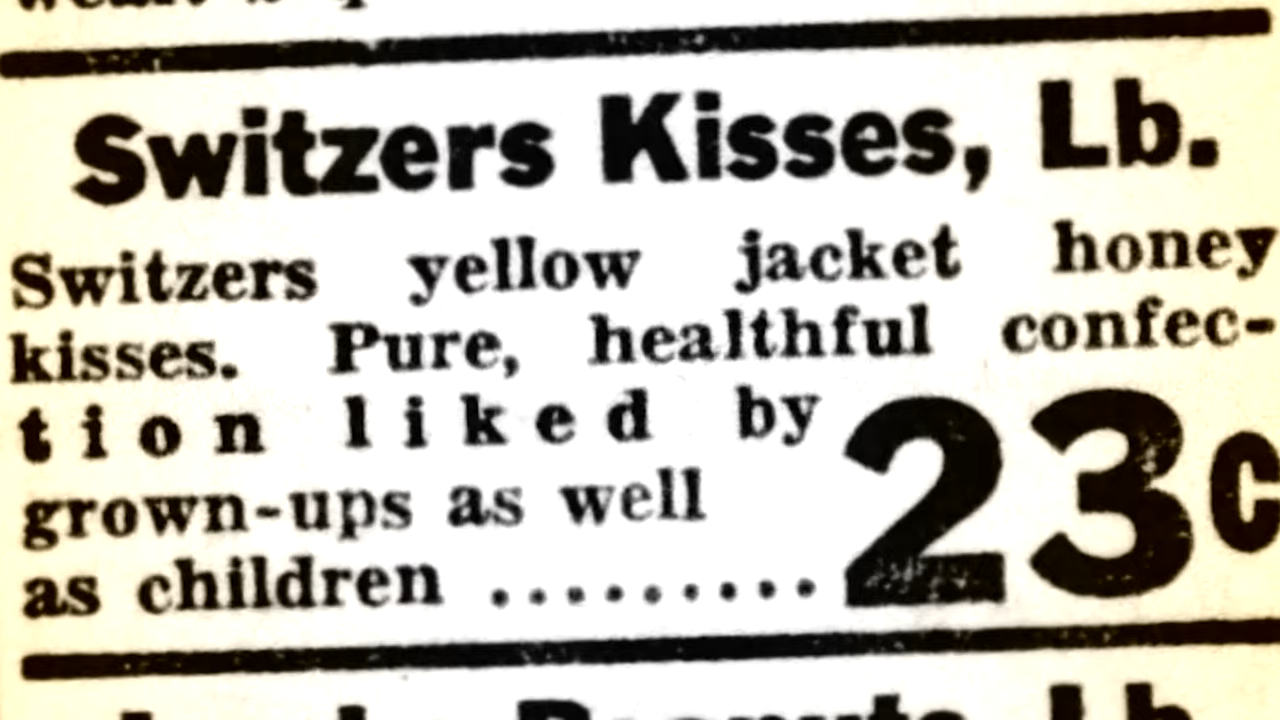 Switzers Kisses, Lb.
Switzers yellow jacket honey
kisses. Pure, healthful confec-
tion liked by
grown-ups as well
as children .........
23c
Lb